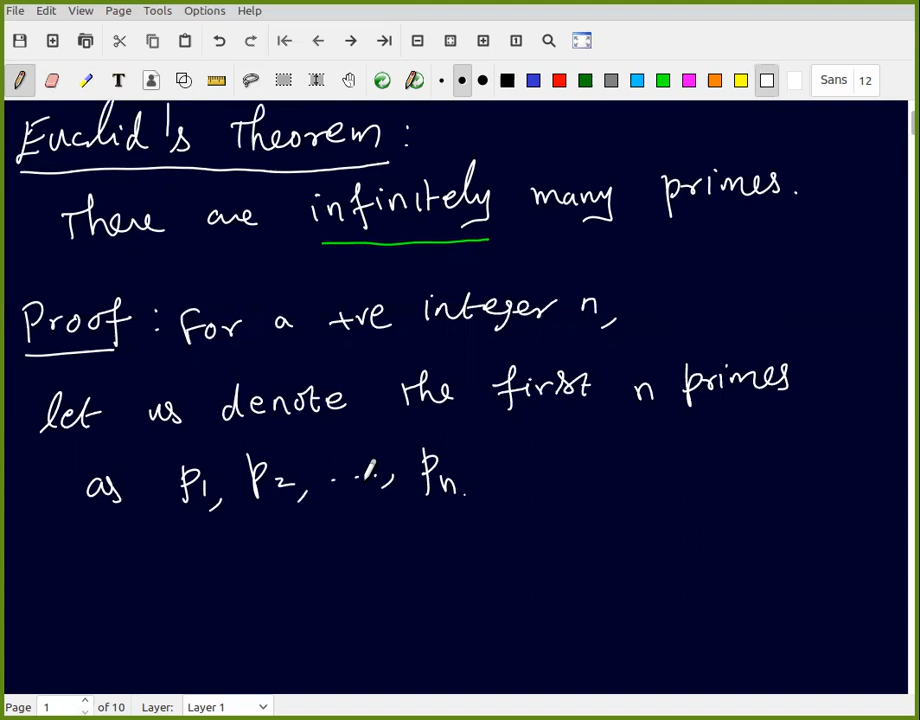 File Edit View Page Tools Options Help
T Sans 12
Euclid's Theorem:
There are infinitely many primes.
Proof: For a +ve integer n,
let us denote the first n primes
as p1, p2, ..., pn.
Page 1 of 10 Layer: Layer 1